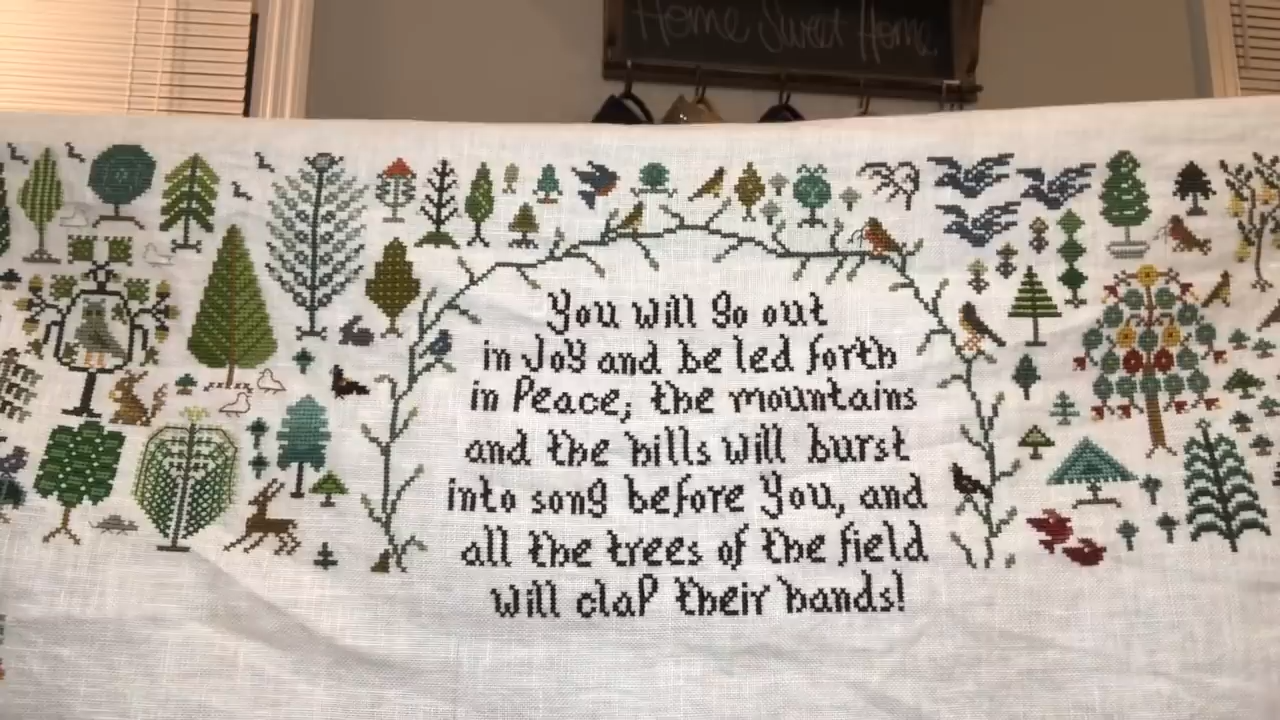 Home Sweet Home
You will go out
in Joy and be led forth
in Peace; the mountains
and the hills will burst
into song before You, and
all the trees of the field
will clap their hands!